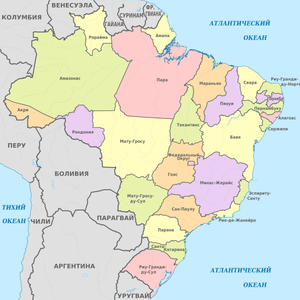 ВЕНЕСУЭЛА
КОЛУМБИЯ
СУРИНАМ
ФР.
ГВИАНА
ГАЙАНА
АТЛАНТИЧЕСКИЙ
ОКЕАН
Рорайма
Амапа
Амазонас
Пара
Мараньян
Сеара
Риу-Гранди-
ду-Норти
Пиауи
Пернамбуку
Алагоас
Сержипи
Акри
Рондония
Токантинс
Мату-Гросу
Баия
ПЕРУ
Федеральный
Округ
Гояс
БОЛИВИЯ
Минас-Жерайс
Мату-Гросу-
ду-Сул
Эспириту-
Санту
ТИХИЙ
ОКЕАН
Сан-Паулу
Рио-де-Жанейро
ЧИЛИ
ПАРАГВАЙ
Парана
Санта-
Катарина
АРГЕНТИНА
Риу-Гранди-
ду-Сул
АТЛАНТИЧЕСКИЙ
ОКЕАН
УРУГВАЙ